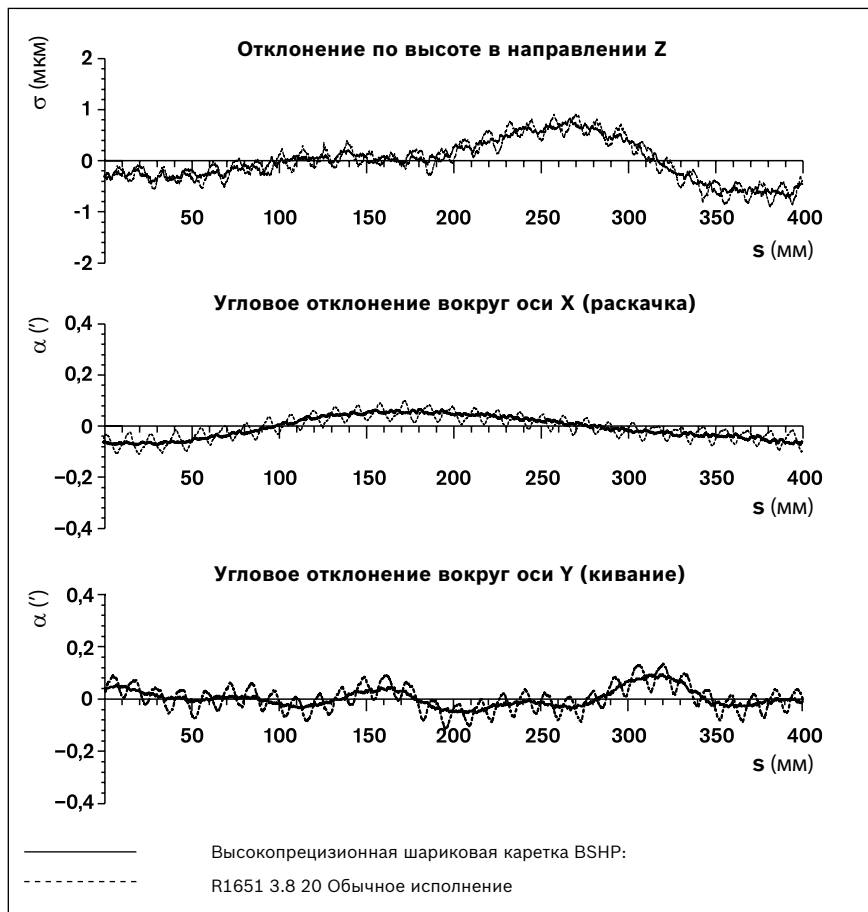 Отклонение по высоте в направлении Z
σ (мкм)
2
1
0
-1
-2
50 100 150 200 250 300 350 400
s (мм)
Угловое отклонение вокруг оси X (раскачка)
α (')
0,4
0,2
0
−0,2
−0,4
50 100 150 200 250 300 350 400
s (мм)
Угловое отклонение вокруг оси Y (кивание)
α (')
0,4
0,2
0
−0,2
−0,4
50 100 150 200 250 300 350 400
s (мм)
Высокопрецизионная шариковая каретка BSHP:
R1651 3.8 20 Обычное исполнение